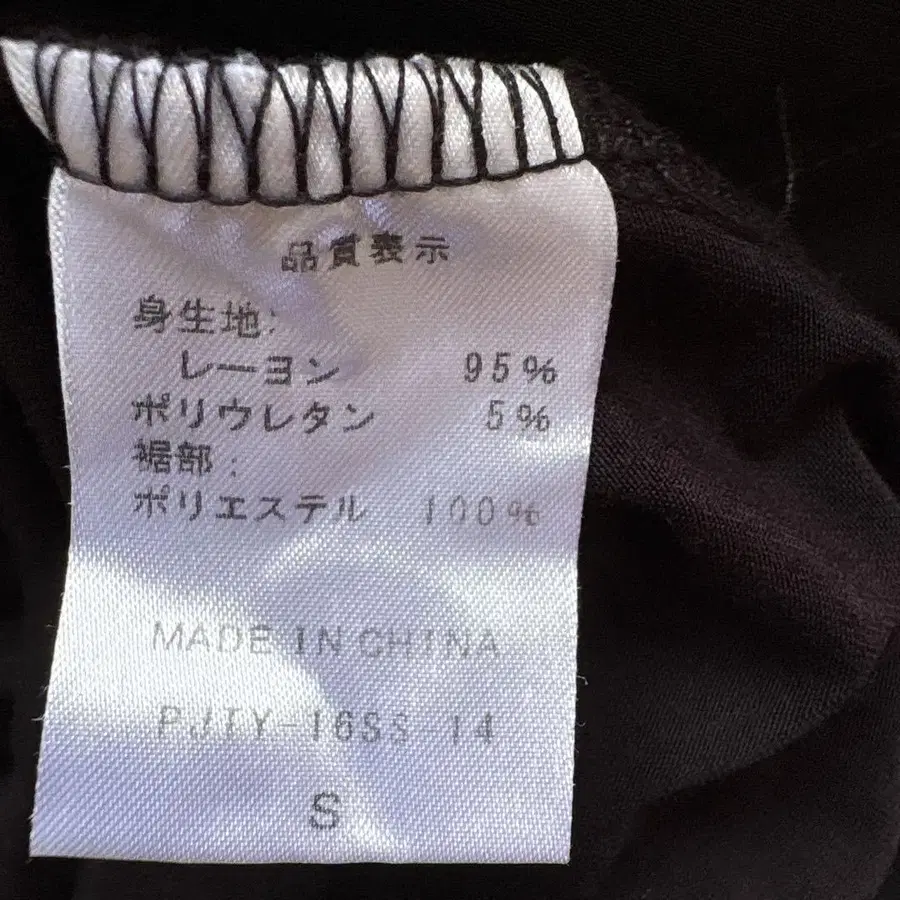 品質表示
身生地:
レーヨン 95%
ポリウレタン 5%
裾部:
ポリエステル 100%
MADE IN CHINA
PJTY-16SS-14
S